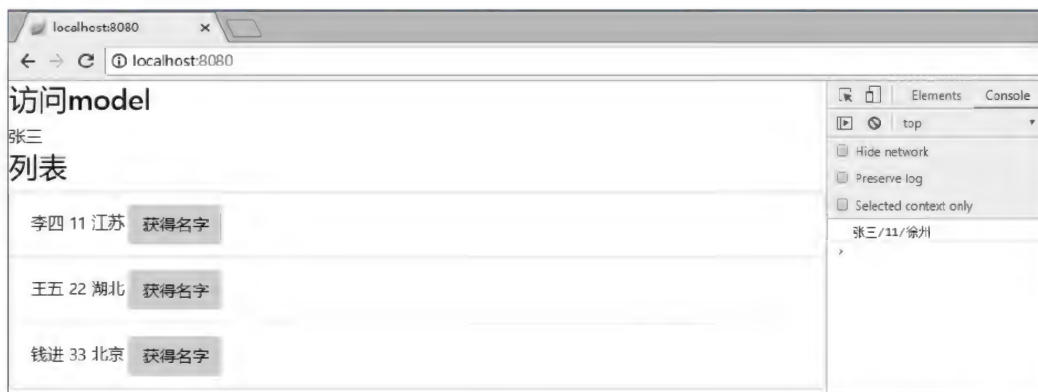 localhost:8080
localhost:8080
访问model
张三
列表
李四 11 江苏 获得名字
王五 22 湖北 获得名字
钱进 33 北京 获得名字
Elements Console
top
Hide network
Preserve log
Selected context only
张三/11/徐州